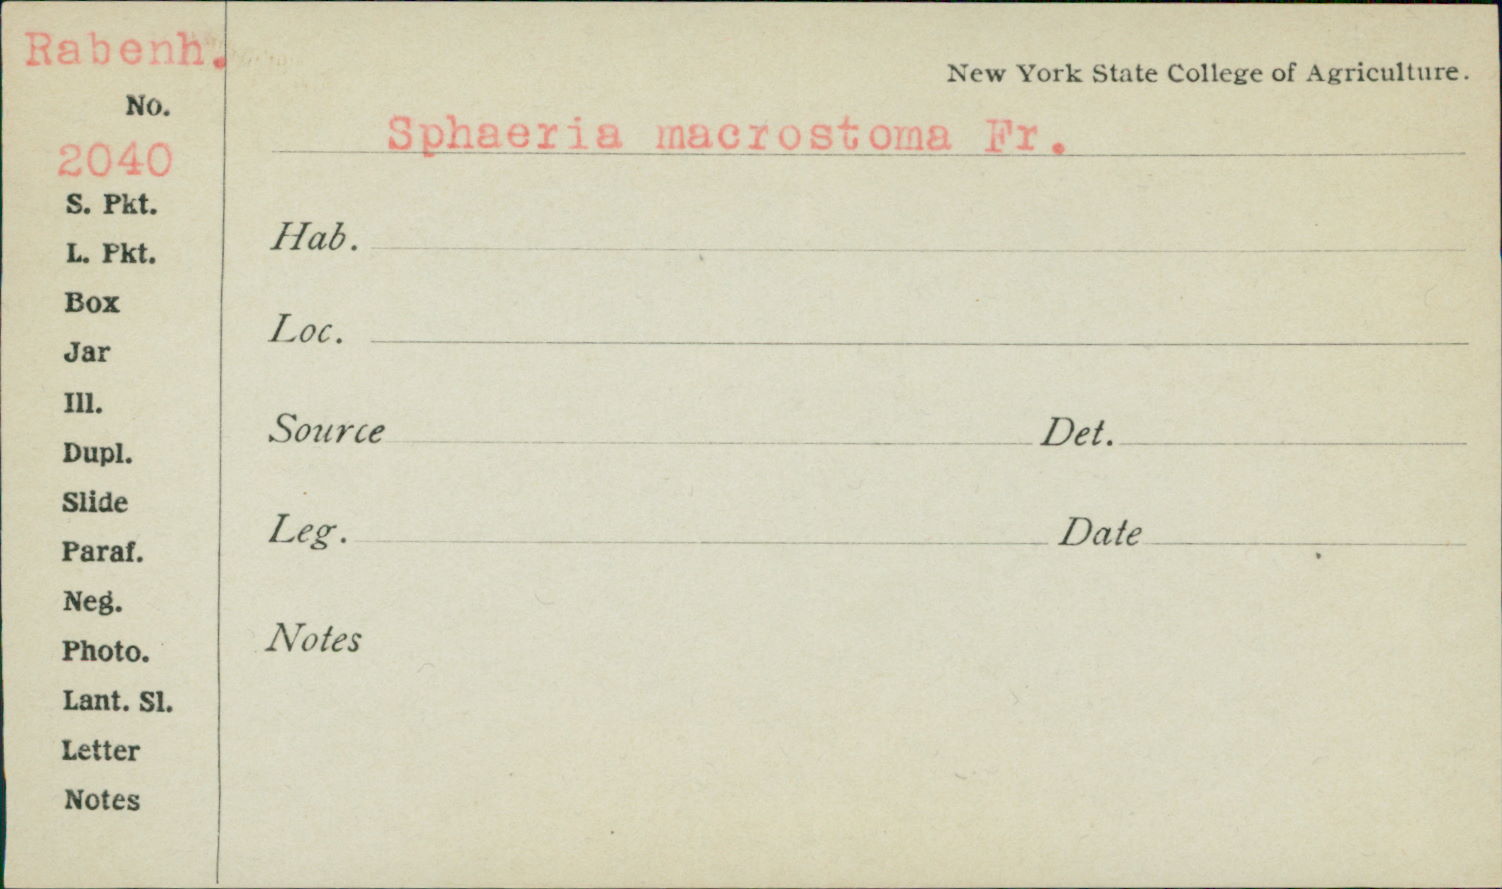 Rabenh.
No.
2040
S. Pkt.
L. Pkt.
Box
Jar
Ill.
Dupl.
Slide
Paraf.
Neg.
Photo.
Lant. Sl.
Letter
Notes
New York State College of Agriculture.
Sphaeria macrostoma Fr.
Hab.
Loc.
Source Det.
Leg. Date
Notes